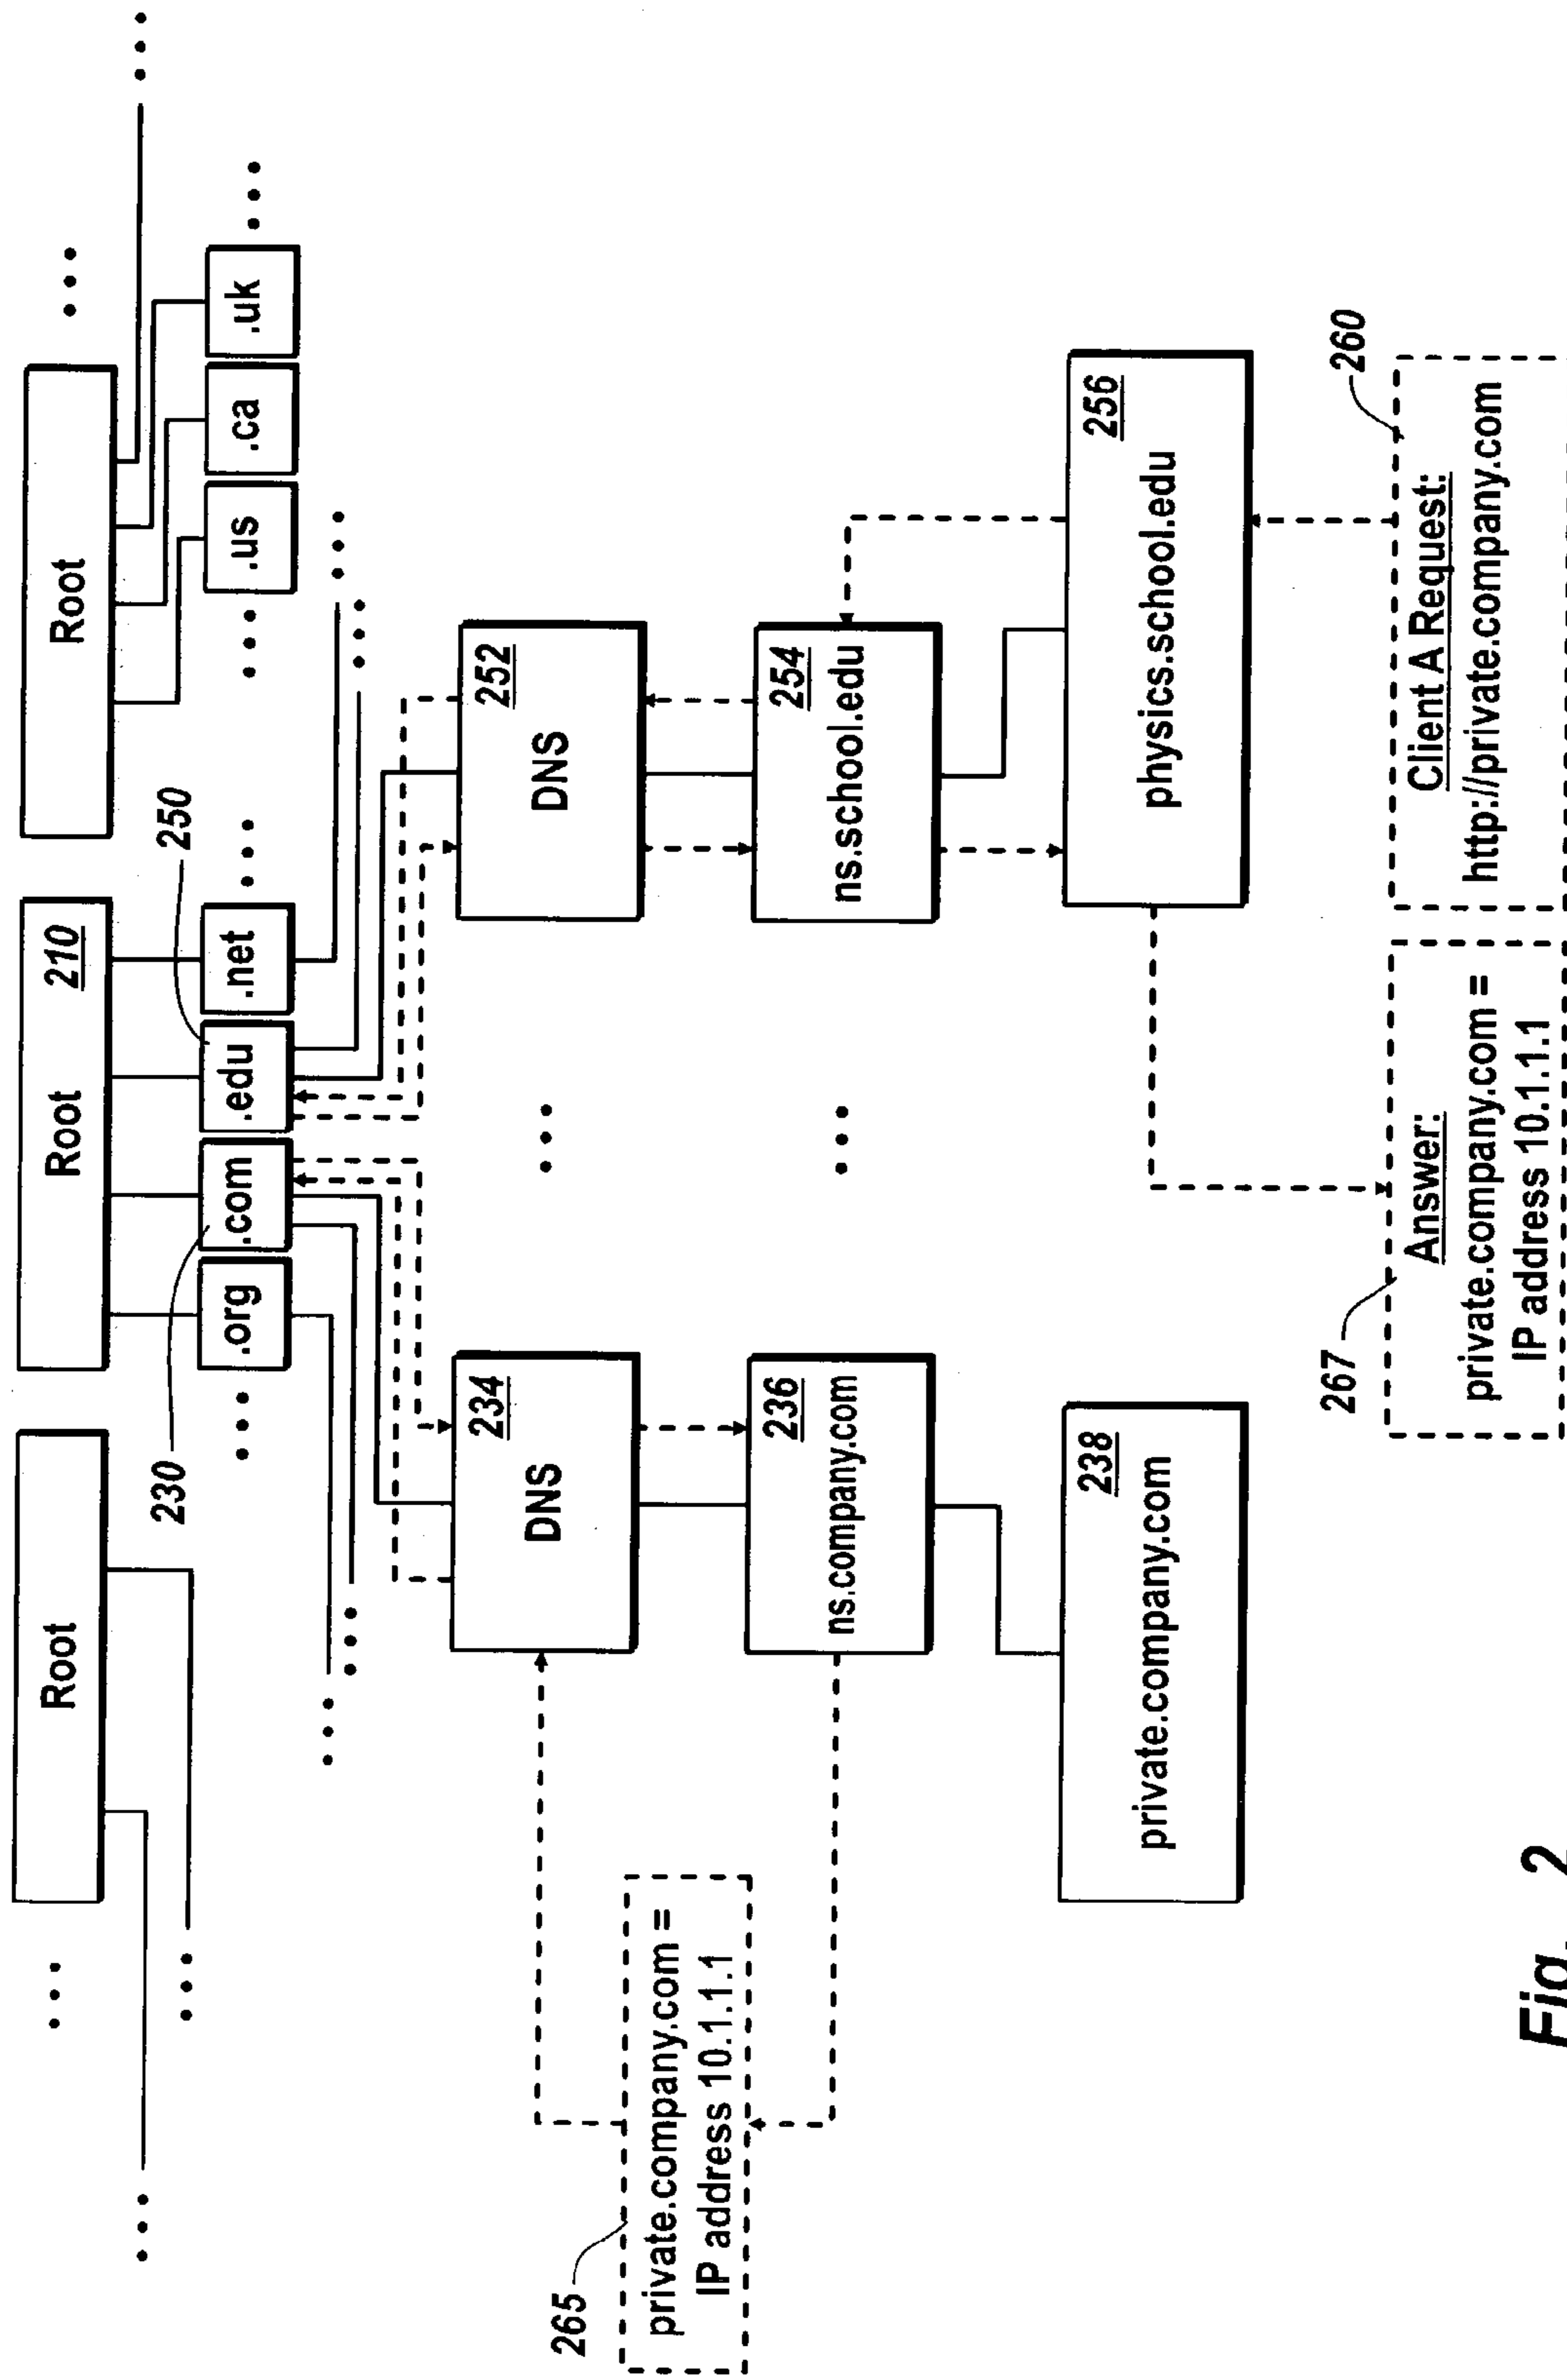 Root
Root
210
Root
230
.org
.com
.edu
.net
250
.us
.ca
.uk
234
DNS
252
DNS
265
private.company.com =
IP address 10.1.1.1
236
ns.company.com
254
ns.school.edu
238
private.company.com
256
physics.school.edu
267
Answer:
private.company.com =
IP address 10.1.1.1
260
Client A Request:
http://private.company.com
Fig. 2